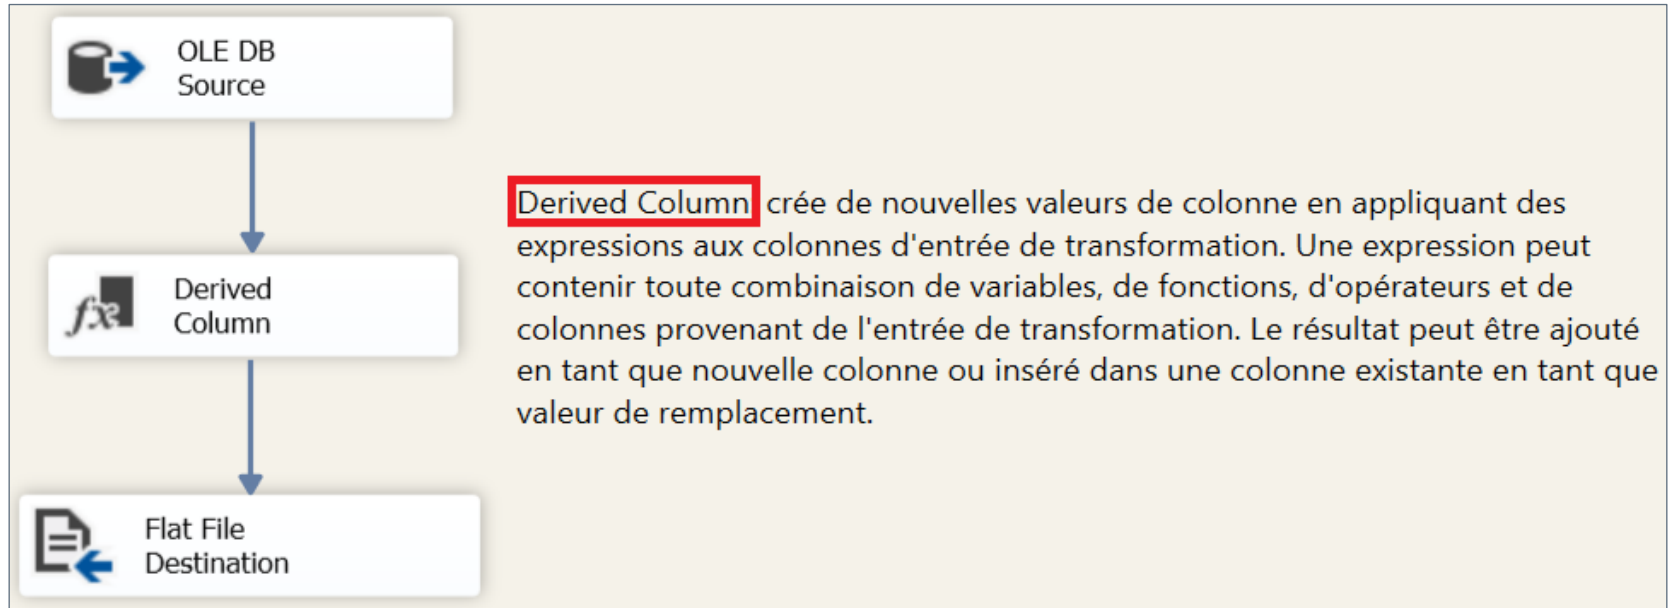 OLE DB
Source
Derived Column crée de nouvelles valeurs de colonne en appliquant des
expressions aux colonnes d'entrée de transformation. Une expression peut
contenir toute combinaison de variables, de fonctions, d'opérateurs et de
colonnes provenant de l'entrée de transformation. Le résultat peut être ajouté
en tant que nouvelle colonne ou inséré dans une colonne existante en tant que
valeur de remplacement.
fx
Derived
Column
Flat File
Destination